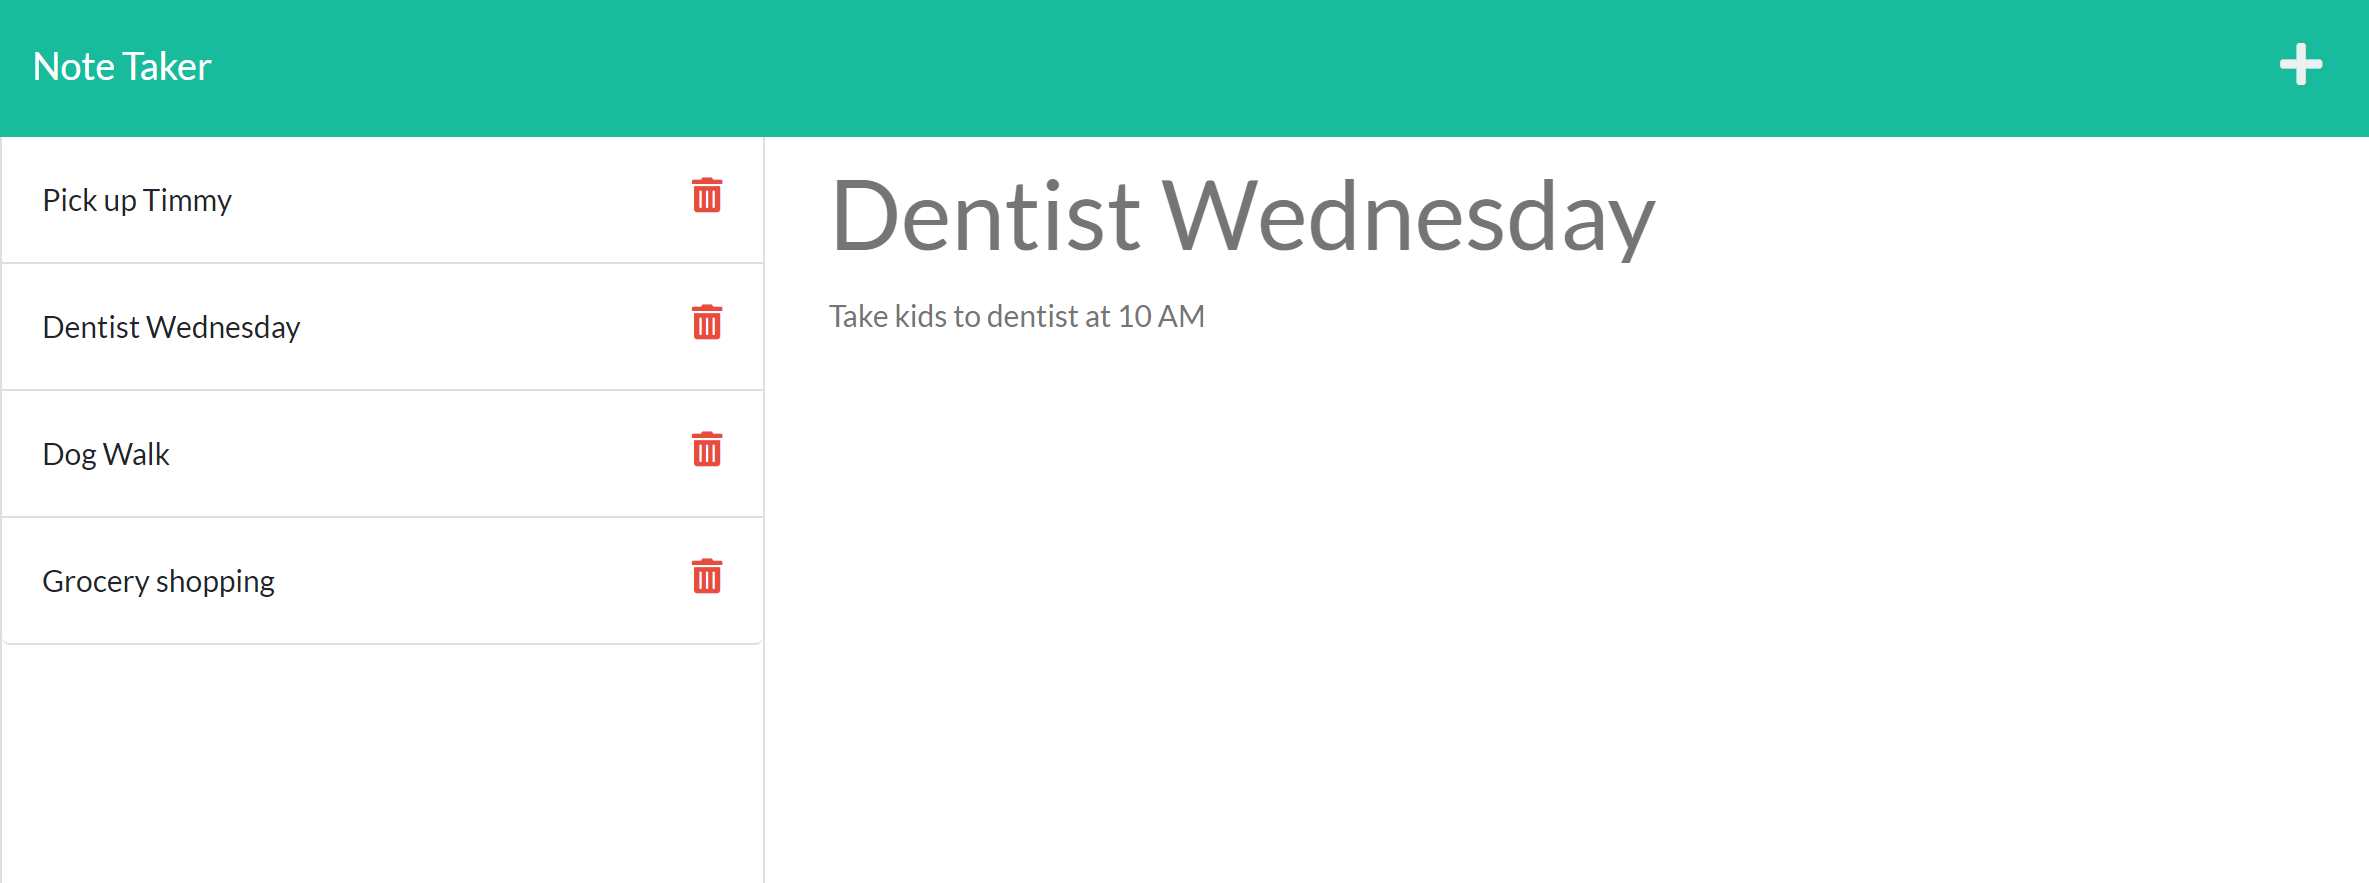 Note Taker
Pick up Timmy
Dentist Wednesday
Dog Walk
Grocery shopping
Dentist Wednesday
Take kids to dentist at 10 AM